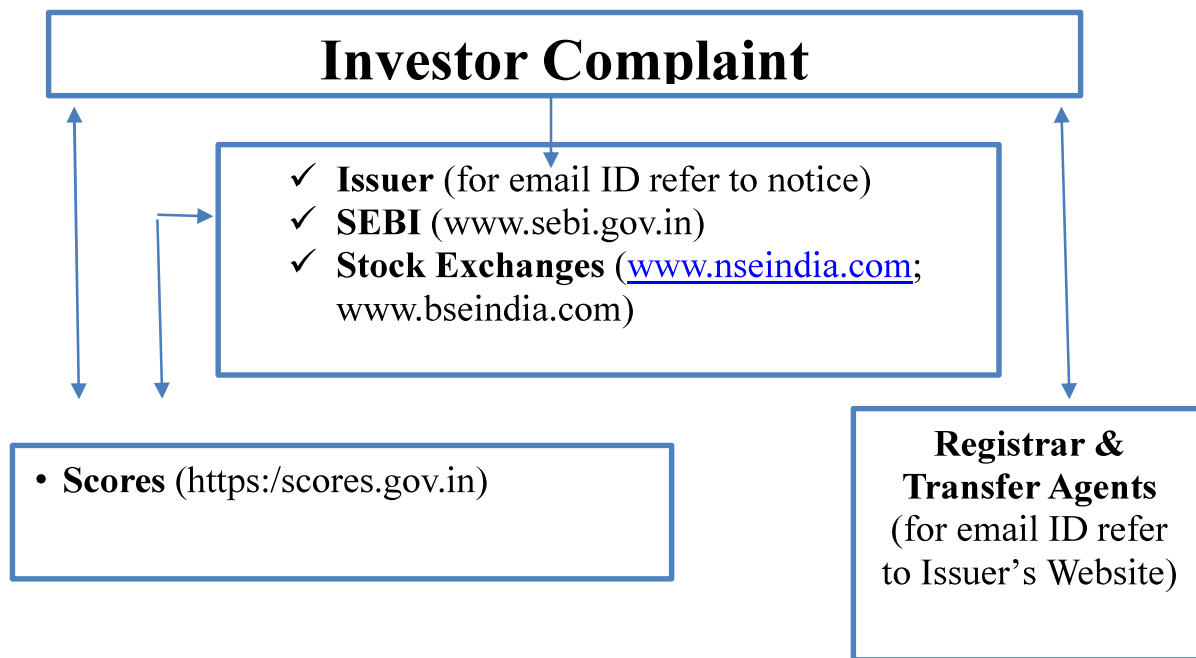 Investor Complaint
✓ Issuer (for email ID refer to notice)
✓ SEBI (www.sebi.gov.in)
✓ Stock Exchanges (www.nseindia.com;
www.bseindia.com)
• Scores (https:/scores.gov.in)
Registrar &
Transfer Agents
(for email ID refer
to Issuer’s Website)